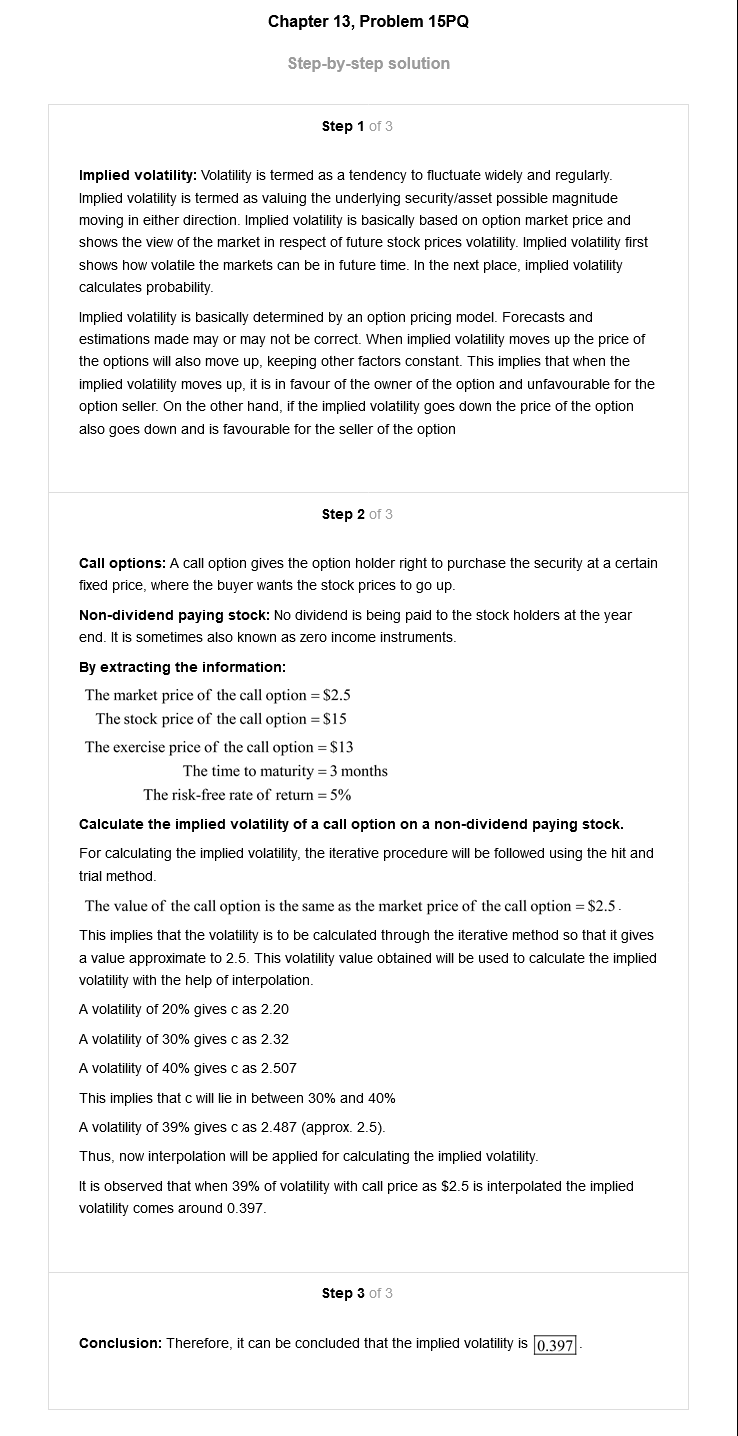 Chapter 13, Problem 15PQ
Step-by-step solution
Step 1 of 3
Implied volatility: Volatility is termed as a tendency to fluctuate widely and regularly.
Implied volatility is termed as valuing the underlying security/asset possible magnitude
moving in either direction. Implied volatility is basically based on option market price and
shows the view of the market in respect of future stock prices volatility. Implied volatility first
shows how volatile the markets can be in future time. In the next place, implied volatility
calculates probability.
Implied volatility is basically determined by an option pricing model. Forecasts and
estimations made may or may not be correct. When implied volatility moves up the price of
the options will also move up, keeping other factors constant. This implies that when the
implied volatility moves up, it is in favour of the owner of the option and unfavourable for the
option seller. On the other hand, if the implied volatility goes down the price of the option
also goes down and is favourable for the seller of the option
Step 2 of 3
Call options: A call option gives the option holder right to purchase the security at a certain
fixed price, where the buyer wants the stock prices to go up.
Non-dividend paying stock: No dividend is being paid to the stock holders at the year
end. It is sometimes also known as zero income instruments.
By extracting the information:
The market price of the call option = $2.5
The stock price of the call option = $15
The exercise price of the call option = $13
The time to maturity = 3 months
The risk-free rate of return = 5%
Calculate the implied volatility of a call option on a non-dividend paying stock.
For calculating the implied volatility, the iterative procedure will be followed using the hit and
trial method.
The value of the call option is the same as the market price of the call option = $2.5.
This implies that the volatility is to be calculated through the iterative method so that it gives
a value approximate to 2.5. This volatility value obtained will be used to calculate the implied
volatility with the help of interpolation.
A volatility of 20% gives c as 2.20
A volatility of 30% gives c as 2.32
A volatility of 40% gives c as 2.507
This implies that c will lie in between 30% and 40%
A volatility of 39% gives c as 2.487 (approx. 2.5).
Thus, now interpolation will be applied for calculating the implied volatility.
It is observed that when 39% of volatility with call price as $2.5 is interpolated the implied
volatility comes around 0.397.
Step 3 of 3
Conclusion: Therefore, it can be concluded that the implied volatility is 0.397.